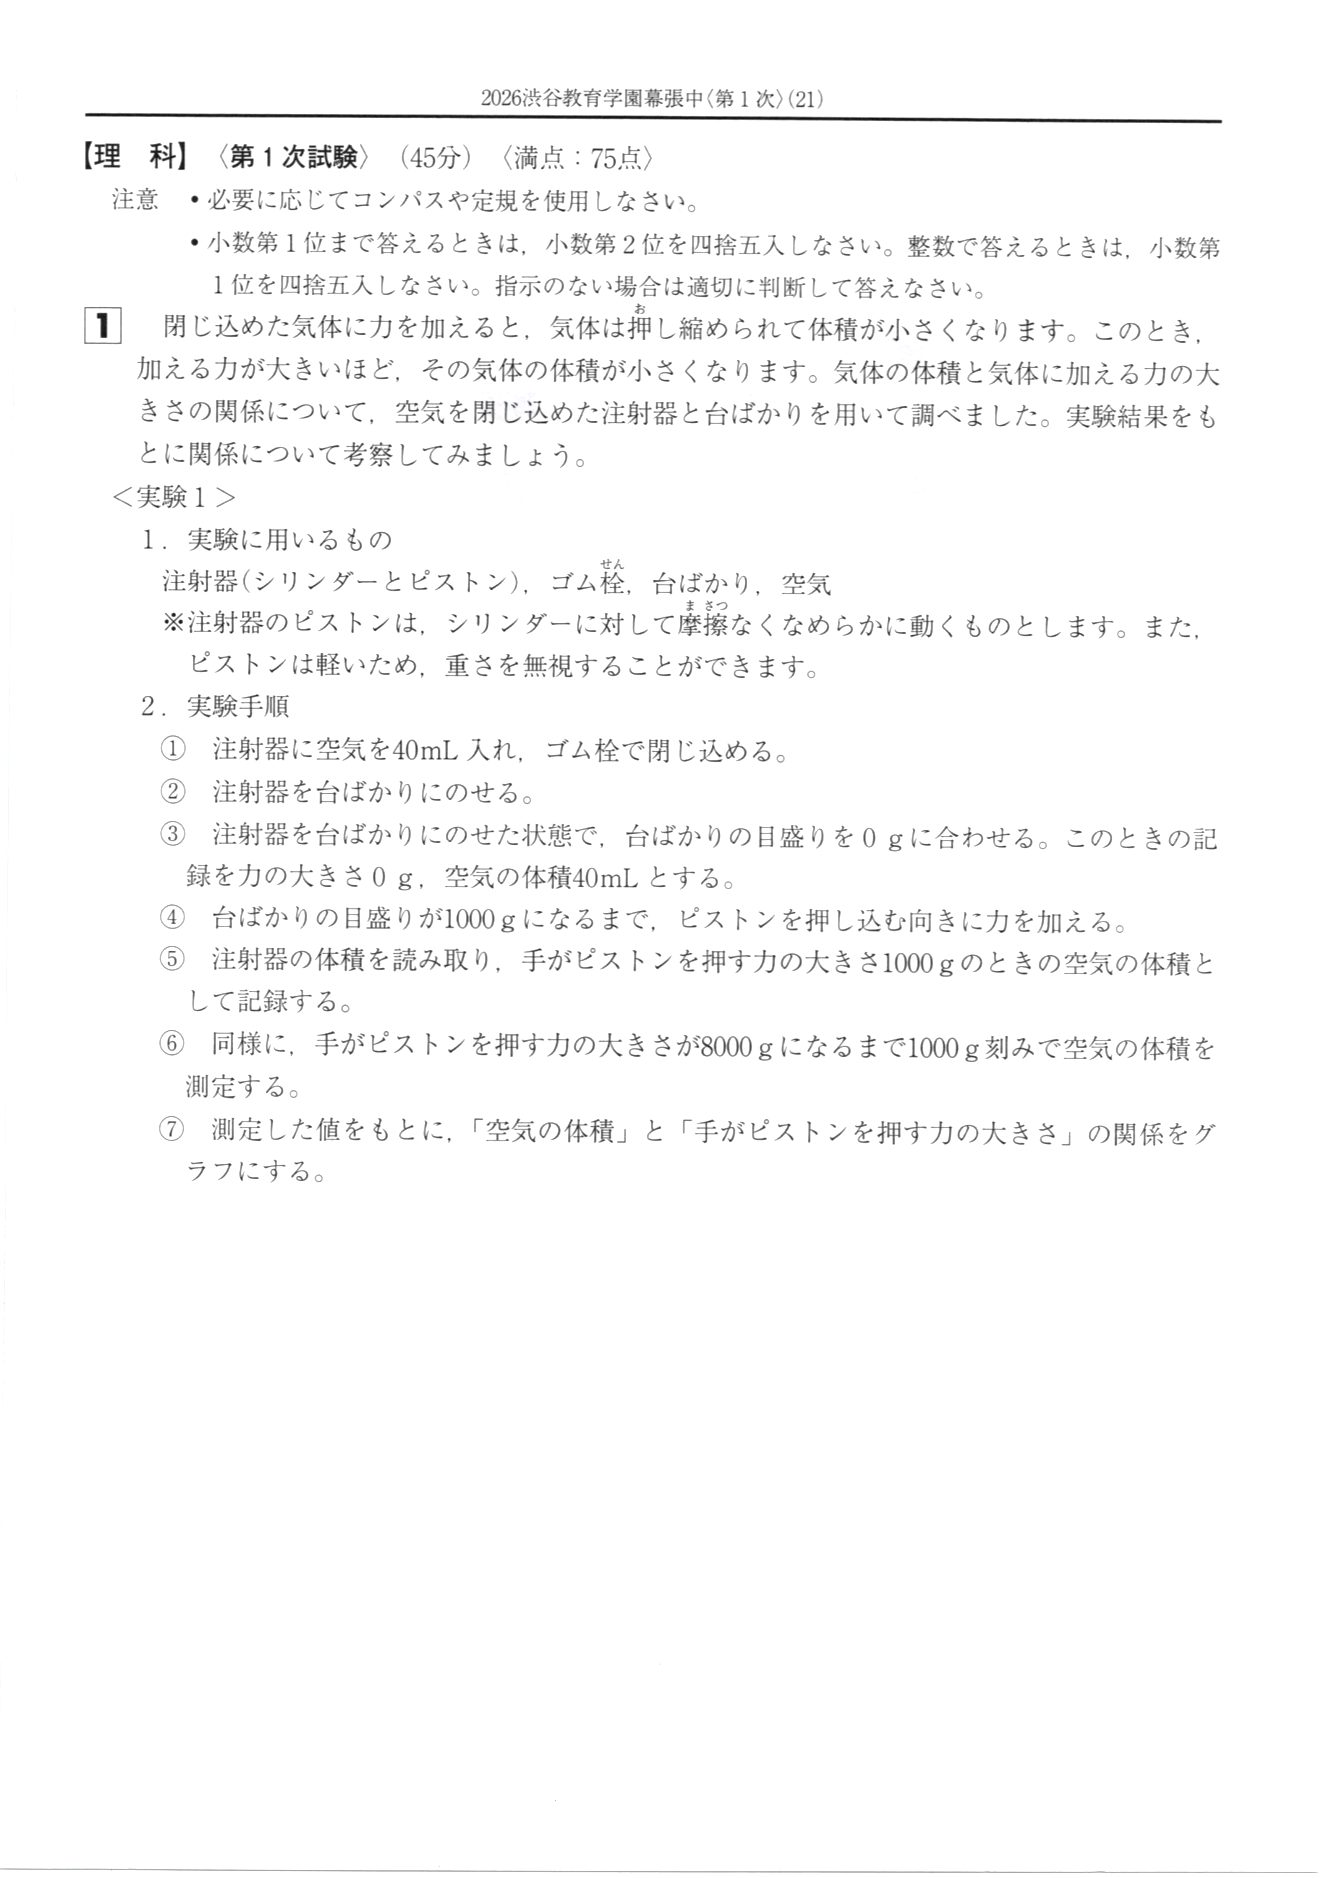 2026渋谷教育学園幕張中〈第１次〉(21)
【理　科】〈第１次試験〉（45分）〈満点：75点〉
注意　・必要に応じてコンパスや定規を使用しなさい。
・小数第１位まで答えるときは，小数第２位を四捨五入しなさい。整数で答えるときは，小数第
１位を四捨五入しなさい。指示のない場合は適切に判断して答えなさい。
お
1　閉じ込めた気体に力を加えると，気体は押し縮められて体積が小さくなります。このとき，
加える力が大きいほど，その気体の体積が小さくなります。気体の体積と気体に加える力の大
きさの関係について，空気を閉じ込めた注射器と台ばかりを用いて調べました。実験結果をも
とに関係について考察してみましょう。
＜実験１＞
１．実験に用いるもの
せん
注射器(シリンダーとピストン)，ゴム栓，台ばかり，空気
まさつ
※注射器のピストンは，シリンダーに対して摩擦なくなめらかに動くものとします。また，
ピストンは軽いため，重さを無視することができます。
２．実験手順
①　注射器に空気を40mL入れ，ゴム栓で閉じ込める。
②　注射器を台ばかりにのせる。
③　注射器を台ばかりにのせた状態で，台ばかりの目盛りを０ｇに合わせる。このときの記
録を力の大きさ０ｇ，空気の体積40mLとする。
④　台ばかりの目盛りが1000ｇになるまで，ピストンを押し込む向きに力を加える。
⑤　注射器の体積を読み取り，手がピストンを押す力の大きさ1000ｇのときの空気の体積と
して記録する。
⑥　同様に，手がピストンを押す力の大きさが8000ｇになるまで1000ｇ刻みで空気の体積を
測定する。
⑦　測定した値をもとに，「空気の体積」と「手がピストンを押す力の大きさ」の関係をグ
ラフにする。